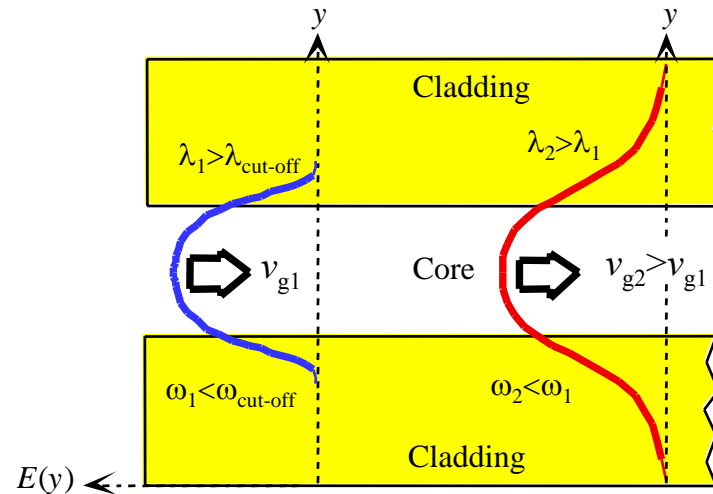 y
y
Cladding
λ₁>λcut-off
λ₂>λ₁
vg1
Core
vg2>vg1
ω₁<ωcut-off
ω₂<ω₁
Cladding
E(y)